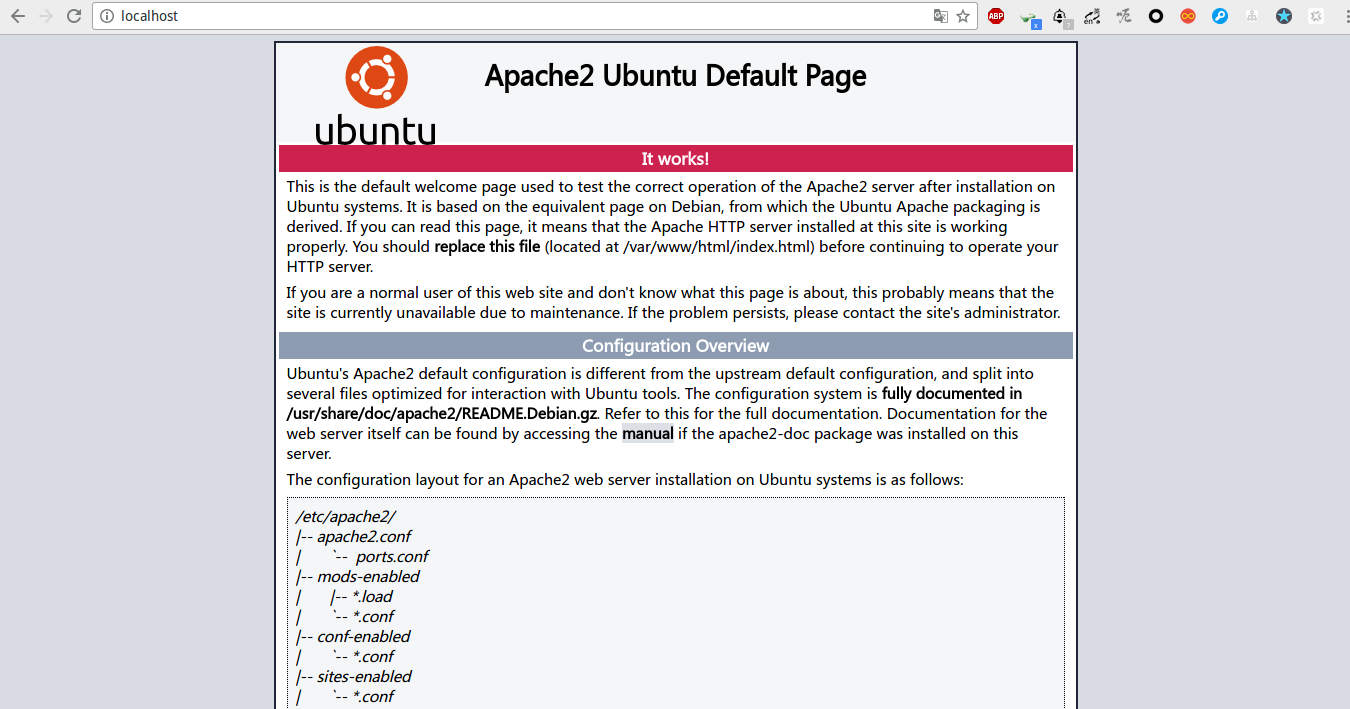 localhost
ABP
x
en
?
ubuntu
Apache2 Ubuntu Default Page
It works!
This is the default welcome page used to test the correct operation of the Apache2 server after installation on
Ubuntu systems. It is based on the equivalent page on Debian, from which the Ubuntu Apache packaging is
derived. If you can read this page, it means that the Apache HTTP server installed at this site is working
properly. You should replace this file (located at /var/www/html/index.html) before continuing to operate your
HTTP server.
If you are a normal user of this web site and don't know what this page is about, this probably means that the
site is currently unavailable due to maintenance. If the problem persists, please contact the site's administrator.
Configuration Overview
Ubuntu's Apache2 default configuration is different from the upstream default configuration, and split into
several files optimized for interaction with Ubuntu tools. The configuration system is fully documented in
/usr/share/doc/apache2/README.Debian.gz. Refer to this for the full documentation. Documentation for the
web server itself can be found by accessing the manual if the apache2-doc package was installed on this
server.
The configuration layout for an Apache2 web server installation on Ubuntu systems is as follows:
/etc/apache2/
|-- apache2.conf
|       `--  ports.conf
|-- mods-enabled
|       |-- *.load
|       `-- *.conf
|-- conf-enabled
|       `-- *.conf
|-- sites-enabled
|       `-- *.conf